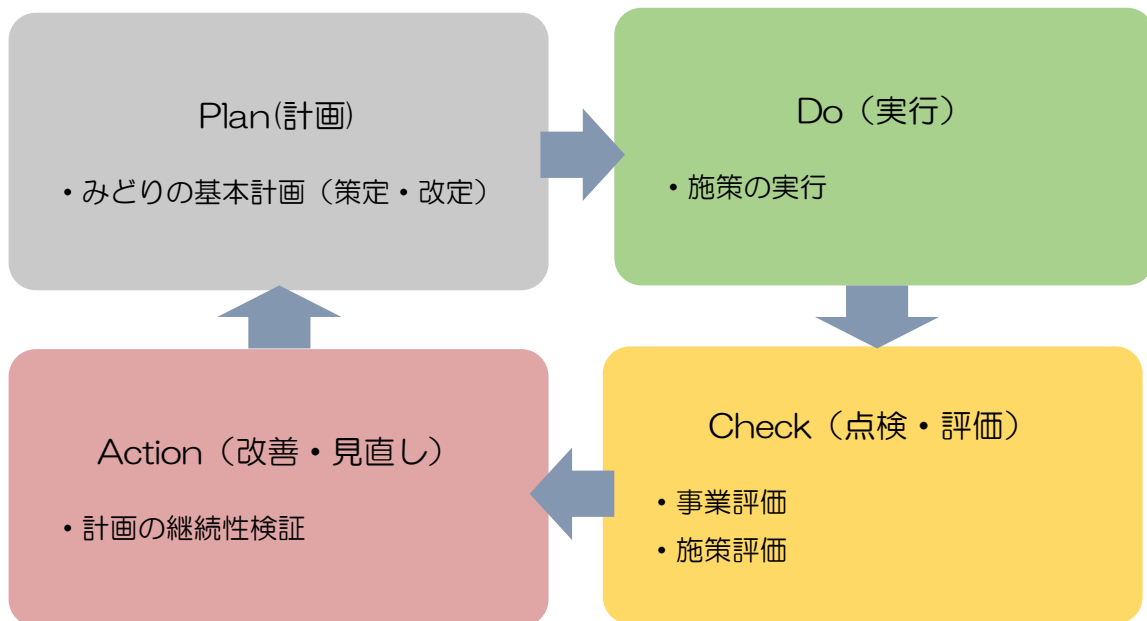 Plan(計画)
・みどりの基本計画（策定・改定）
Do（実行）
・施策の実行
Check（点検・評価）
・事業評価
・施策評価
Action（改善・見直し）
・計画の継続性検証